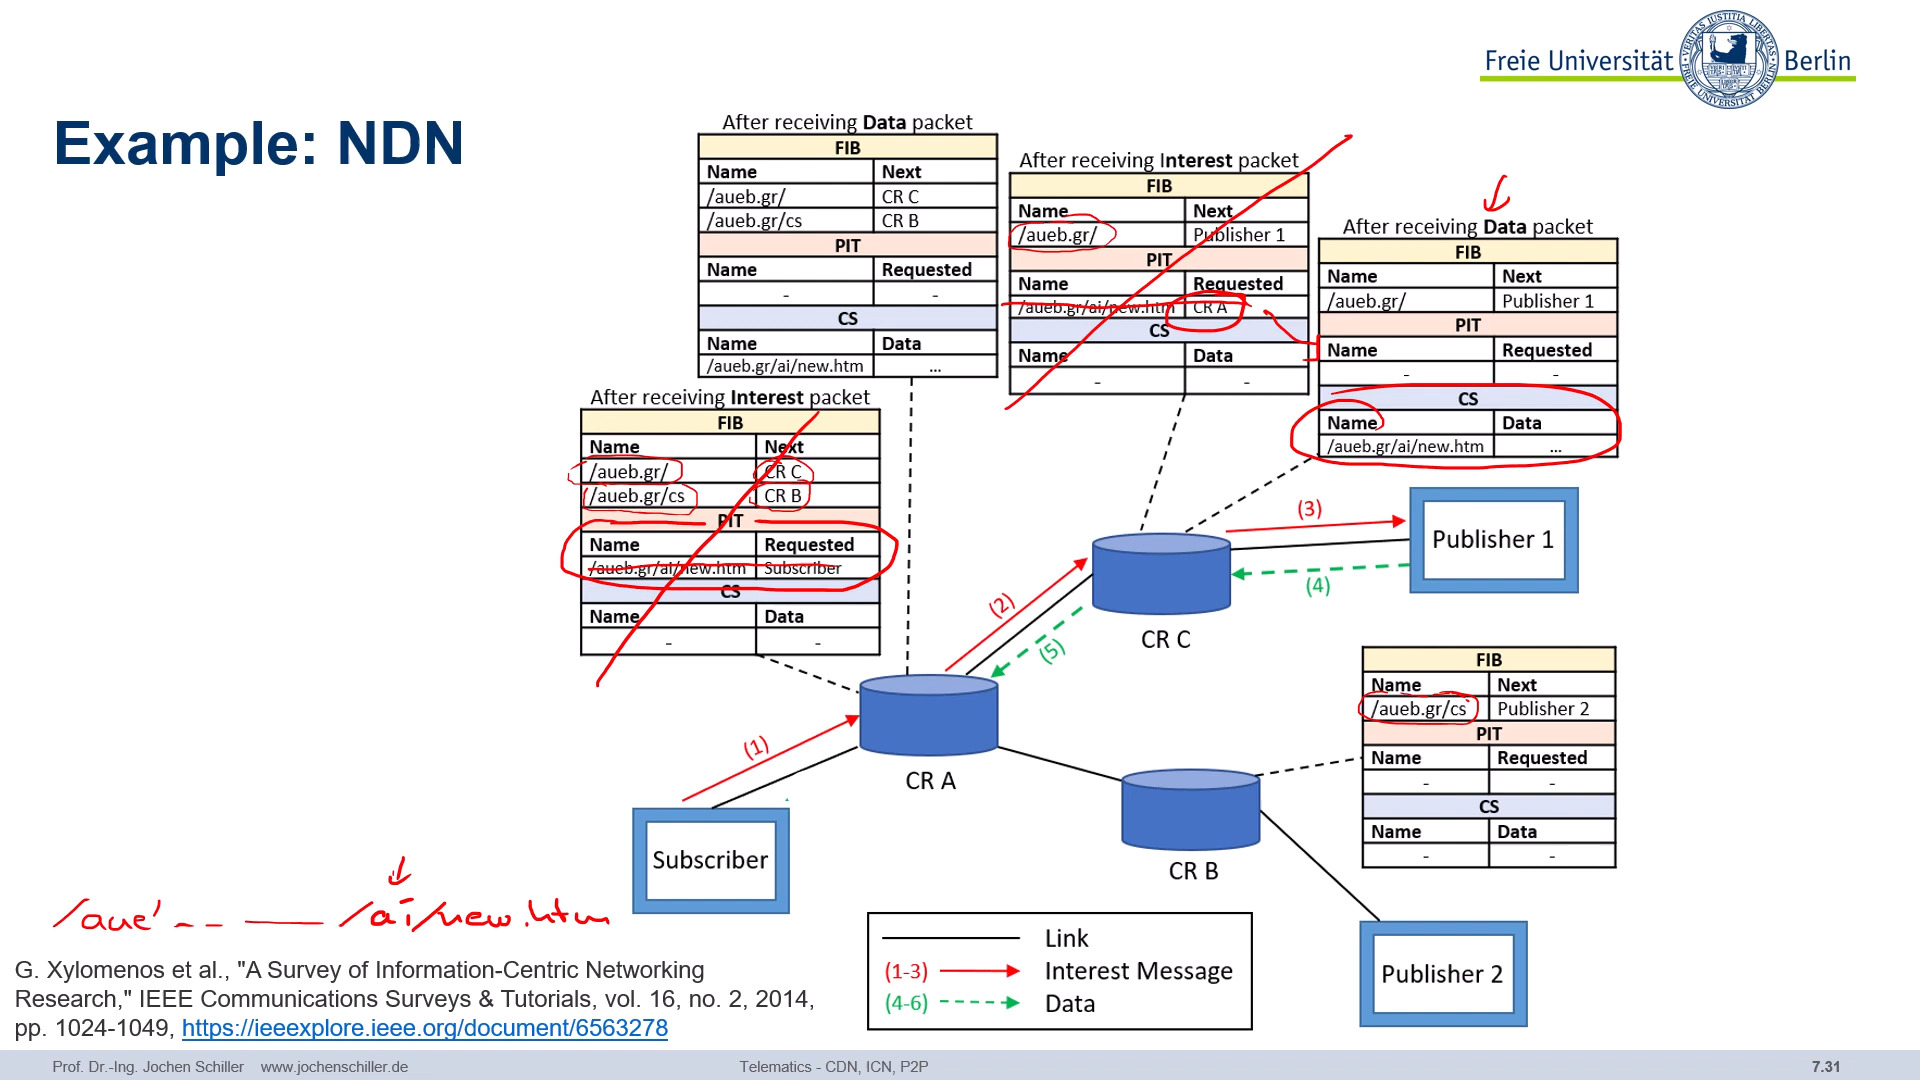 Freie Universität Berlin
Example: NDN
After receiving Data packet
FIB
Name Next
/aueb.gr/ CR C
/aueb.gr/cs CR B
PIT
Name Requested
- -
CS
Name Data
/aueb.gr/ai/new.htm ...
After receiving Interest packet
FIB
Name Next
/aueb.gr/ Publisher 1
PIT
Name Requested
/aueb.gr/ai/new.htm CR A
CS
Name Data
- -
After receiving Data packet
FIB
Name Next
/aueb.gr/ Publisher 1
PIT
Name Requested
- -
CS
Name Data
/aueb.gr/ai/new.htm ...
After receiving Interest packet
FIB
Name Next
/aueb.gr/ CR C
/aueb.gr/cs CR B
PIT
Name Requested
/aueb.gr/ai/new.htm Subscriber
CS
Name Data
- -
(3)
Publisher 1
(4)
(2)
(5)
CR C
FIB
Name Next
/aueb.gr/cs Publisher 2
PIT
Name Requested
- -
CS
Name Data
- -
(1)
CR A
CR B
Subscriber
Publisher 2
/aue' -- — /ai/new.htm
Link
(1-3) Interest Message
(4-6) Data
G. Xylomenos et al., "A Survey of Information-Centric Networking
Research," IEEE Communications Surveys & Tutorials, vol. 16, no. 2, 2014,
pp. 1024-1049, https://ieeexplore.ieee.org/document/6563278
Prof. Dr.-Ing. Jochen Schiller www.jochenschiller.de Telematics - CDN, ICN, P2P 7.31